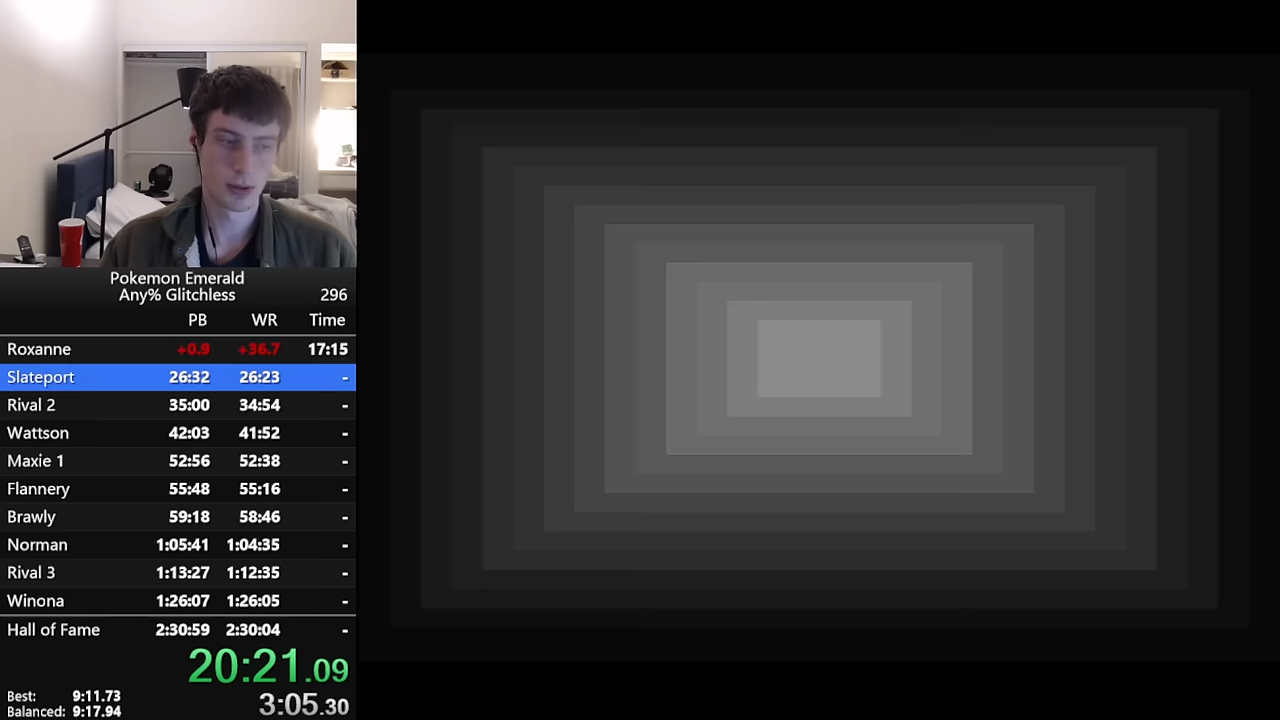 Pokemon Emerald
Any% Glitchless 296
PB WR Time
Roxanne +0.9 +36.7 17:15
Slateport 26:32 26:23 -
Rival 2 35:00 34:54 -
Wattson 42:03 41:52 -
Maxie 1 52:56 52:38 -
Flannery 55:48 55:16 -
Brawly 59:18 58:46 -
Norman 1:05:41 1:04:35 -
Rival 3 1:13:27 1:12:35 -
Winona 1:26:07 1:26:05 -
Hall of Fame 2:30:59 2:30:04 -
20:21.09
Best: 9:11.73
Balanced: 9:17.94
3:05.30